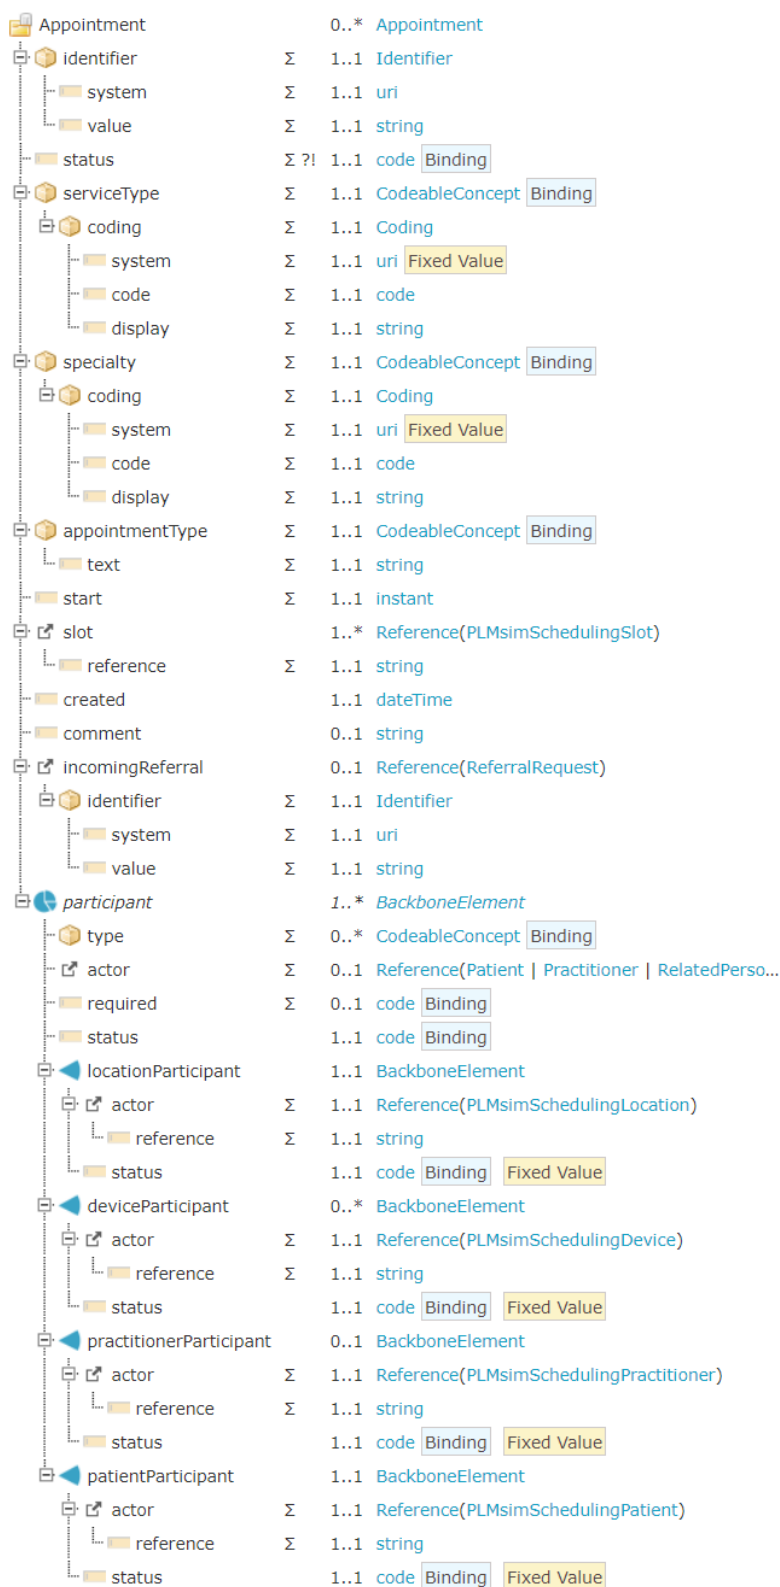 Appointment 0..* Appointment
identifier Σ 1..1 Identifier
system Σ 1..1 uri
value Σ 1..1 string
status Σ ?! 1..1 code Binding
serviceType Σ 1..1 CodeableConcept Binding
coding Σ 1..1 Coding
system Σ 1..1 uri Fixed Value
code Σ 1..1 code
display Σ 1..1 string
specialty Σ 1..1 CodeableConcept Binding
coding Σ 1..1 Coding
system Σ 1..1 uri Fixed Value
code Σ 1..1 code
display Σ 1..1 string
appointmentType Σ 1..1 CodeableConcept Binding
text Σ 1..1 string
start Σ 1..1 instant
slot 1..* Reference(PLMsimSchedulingSlot)
reference Σ 1..1 string
created 1..1 dateTime
comment 0..1 string
incomingReferral 0..1 Reference(ReferralRequest)
identifier Σ 1..1 Identifier
system Σ 1..1 uri
value Σ 1..1 string
participant 1..* BackboneElement
type Σ 0..* CodeableConcept Binding
actor Σ 0..1 Reference(Patient | Practitioner | RelatedPerso...
required Σ 0..1 code Binding
status 1..1 code Binding
locationParticipant 1..1 BackboneElement
actor Σ 1..1 Reference(PLMsimSchedulingLocation)
reference Σ 1..1 string
status 1..1 code Binding Fixed Value
deviceParticipant 0..* BackboneElement
actor Σ 1..1 Reference(PLMsimSchedulingDevice)
reference Σ 1..1 string
status 1..1 code Binding Fixed Value
practitionerParticipant 0..1 BackboneElement
actor Σ 1..1 Reference(PLMsimSchedulingPractitioner)
reference Σ 1..1 string
status 1..1 code Binding Fixed Value
patientParticipant 1..1 BackboneElement
actor Σ 1..1 Reference(PLMsimSchedulingPatient)
reference Σ 1..1 string
status 1..1 code Binding Fixed Value